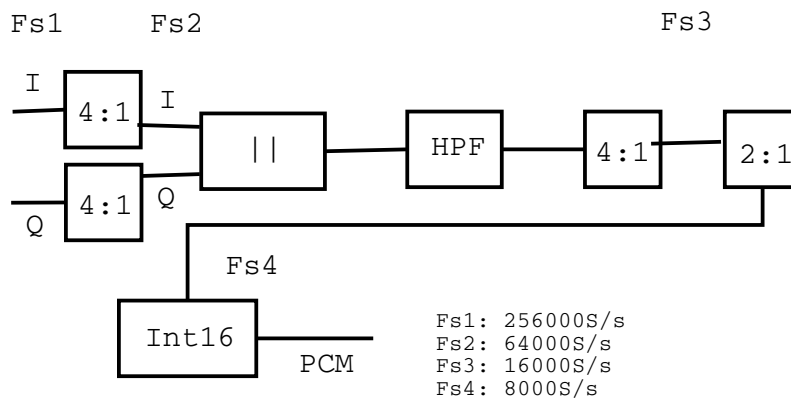 Fs1 Fs2 Fs3
I
4:1
I
||
HPF
4:1
2:1
4:1
Q
Q
Fs4
Int16
PCM
Fs1: 256000S/s
Fs2: 64000S/s
Fs3: 16000S/s
Fs4: 8000S/s